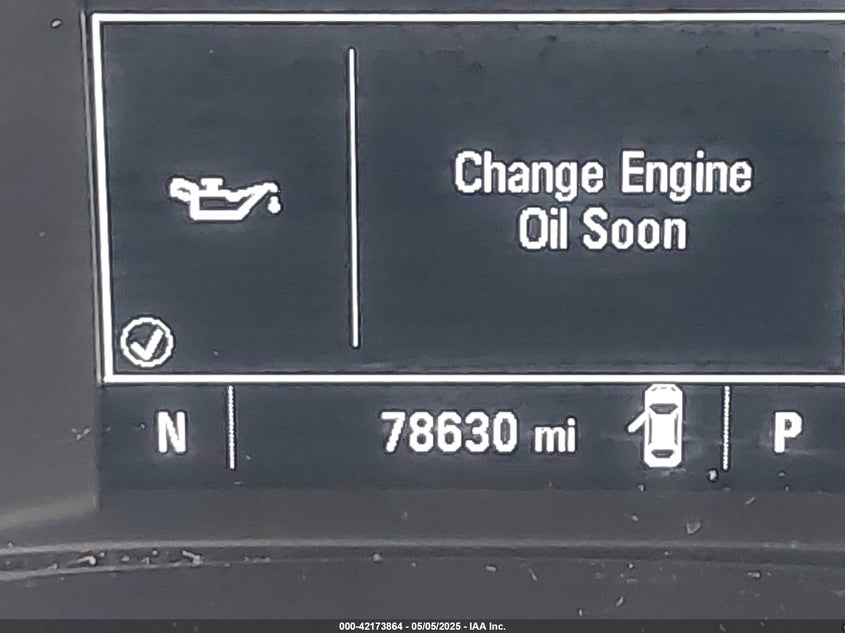 Change Engine
Oil Soon
N 78630 mi P
000-42173864 - 05/05/2025 - IAA Inc.